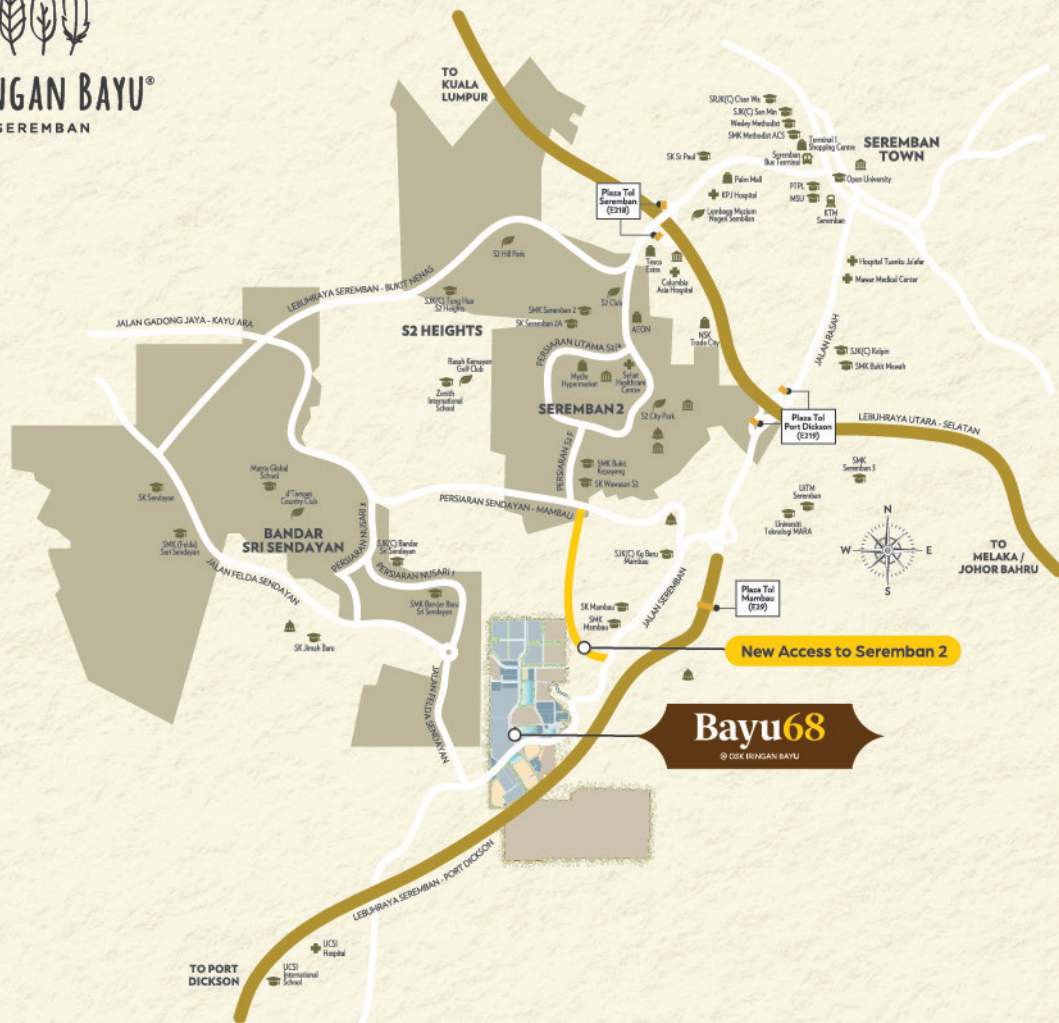 NGAN BAYU®
SEREMBAN
TO
KUALA
LUMPUR
SRJK(C) Chan Wa
SJK(C) San Min
Wesley Methodist
SMK Methodist ACS
Terminal 1
Shopping Centre
Seremban
Bus Terminal
SEREMBAN
TOWN
SK St Paul
Palm Mall
KPJ Hospital
Lembaga Muzium
Negeri Sembilan
PTPL
MSU
Open University
KTM
Seremban
Plaza Tol
Seremban
(E218)
Hospital Tuanku Ja'afar
Mawar Medical Center
Tesco
Extra
Columbia
Asia Hospital
S2 Hill Park
LEBUHRAYA SEREMBAN - BUKIT NENAS
SJK(C) Tung Hua
S2 Heights
S2 HEIGHTS
SMK Seremban 2
SK Seremban 2A
S2 Club
AEON
NSK
Trade City
JALAN GADONG JAYA - KAYU ARA
JALAN RASAH
SJK(C) Kelpin
SMK Bukit Mewah
PERSIARAN UTAMA S2/A
Rasah Kemayan
Golf Club
Zenith
International
School
Mydin
Hypermarket
Sehat
Healthcare
Centre
SEREMBAN 2
S2 City Park
Plaza Tol
Port Dickson
(E219)
LEBUHRAYA UTARA - SELATAN
PERSIARAN S2 F
SMK Bukit
Kepayang
SK Wawasan S2
SMK
Seremban 3
UiTM
Seremban
Universiti
Teknologi MARA
Matrix Global
School
d'Tempat
Country Club
SK Sendayan
SMK (Felda)
Seri Sendayan
BANDAR
SRI SENDAYAN
PERSIARAN SENDAYAN - MAMBAU
PERSIARAN NUSARI 3
SJK(C) Bandar
Sri Sendayan
PERSIARAN NUSARI 1
JALAN FELDA SENDAYAN
SMK Bandar Baru
Sri Sendayan
SK Jimah Baru
JALAN FELDA SENDAYAN
SJK(C) Kg Baru
Mambau
N
W
E
S
TO
MELAKA /
JOHOR BAHRU
SK Mambau
SMK
Mambau
JALAN SEREMBAN
Plaza Tol
Mambau
(E29)
New Access to Seremban 2
Bayu68
@ DSK IRINGAN BAYU
LEBUHRAYA SEREMBAN - PORT DICKSON
UCSI
Hospital
UCSI
International
School
TO PORT
DICKSON